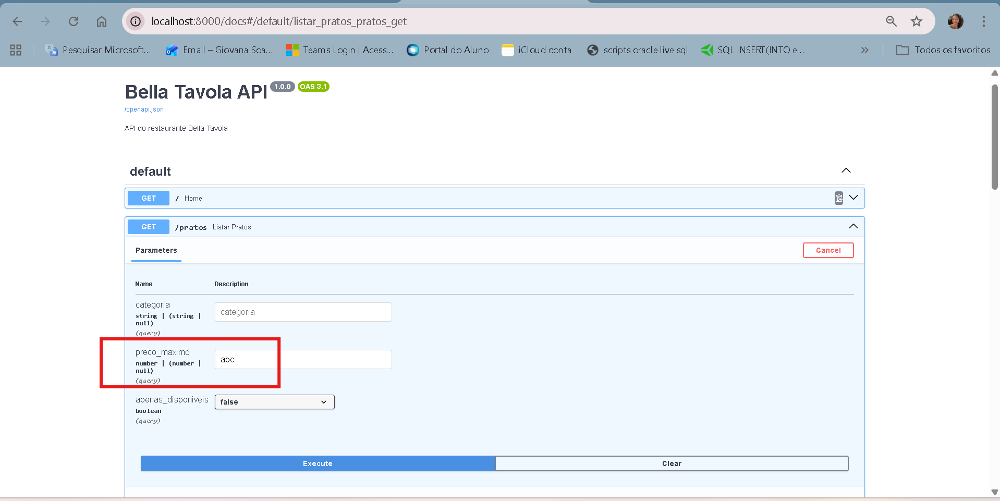 localhost:8000/docs#/default/listar_pratos_pratos_get
Pesquisar Microsoft... Email – Giovana Soa... Teams Login | Acess... Portal do Aluno iCloud conta scripts oracle live sql SQL INSERT(INTO e... » Todos os favoritos
Bella Tavola API 1.0.0 OAS 3.1
/openapi.json
API do restaurante Bella Tavola
default
GET / Home
GET /pratos Listar Pratos
Parameters Cancel
Name Description
categoria
string | (string |
null)
(query)
categoria
preco_maximo
number | (number |
null)
(query)
abc
apenas_disponiveis
boolean
(query)
false
Execute Clear